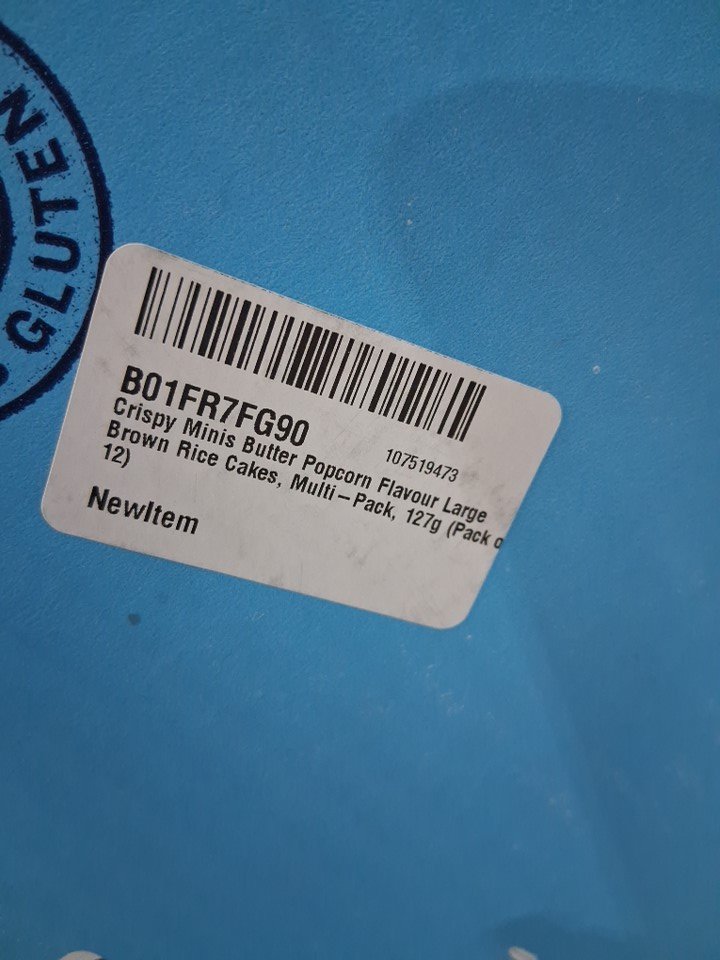 GLUTEN
B01FR7FG90
107519473
Crispy Minis Butter Popcorn Flavour Large
Brown Rice Cakes, Multi-Pack, 127g (Pack o
12)
NewItem